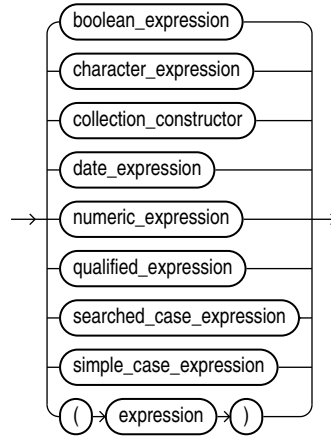 boolean_expression
character_expression
collection_constructor
date_expression
numeric_expression
qualified_expression
searched_case_expression
simple_case_expression
( expression )